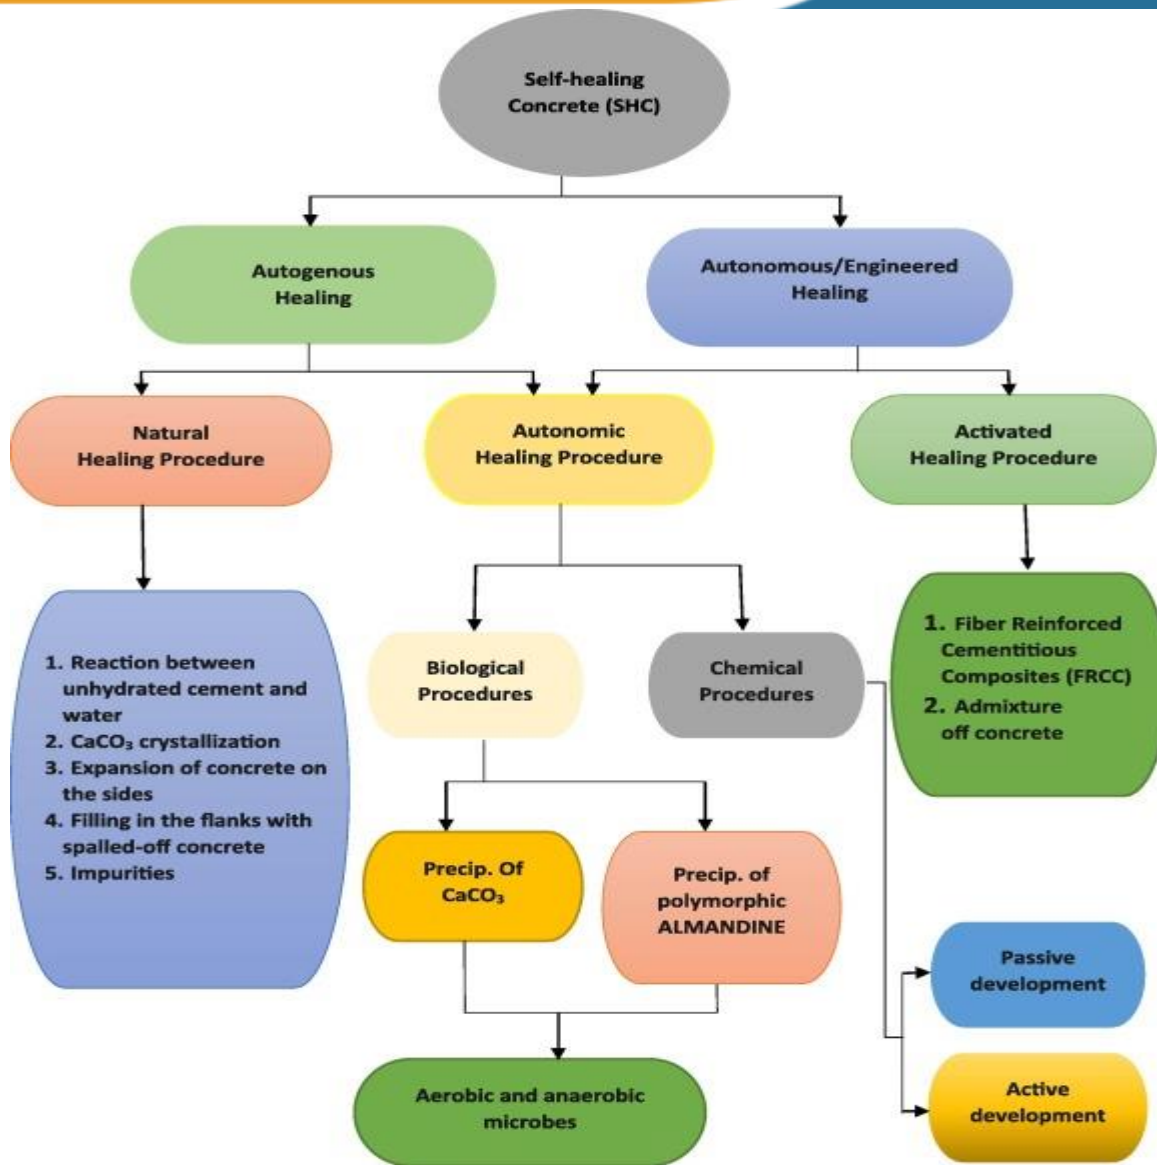 Self-healing
Concrete (SHC)
Autogenous
Healing
Autonomous/Engineered
Healing
Natural
Healing Procedure
Autonomic
Healing Procedure
Activated
Healing Procedure
1. Reaction between
unhydrated cement and
water
2. CaCO₃ crystallization
3. Expansion of concrete on
the sides
4. Filling in the flanks with
spalled-off concrete
5. Impurities
Biological
Procedures
Chemical
Procedures
1. Fiber Reinforced
Cementitious
Composites (FRCC)
2. Admixture
off concrete
Precip. Of
CaCO₃
Precip. of
polymorphic
ALMANDINE
Passive
development
Active
development
Aerobic and anaerobic
microbes